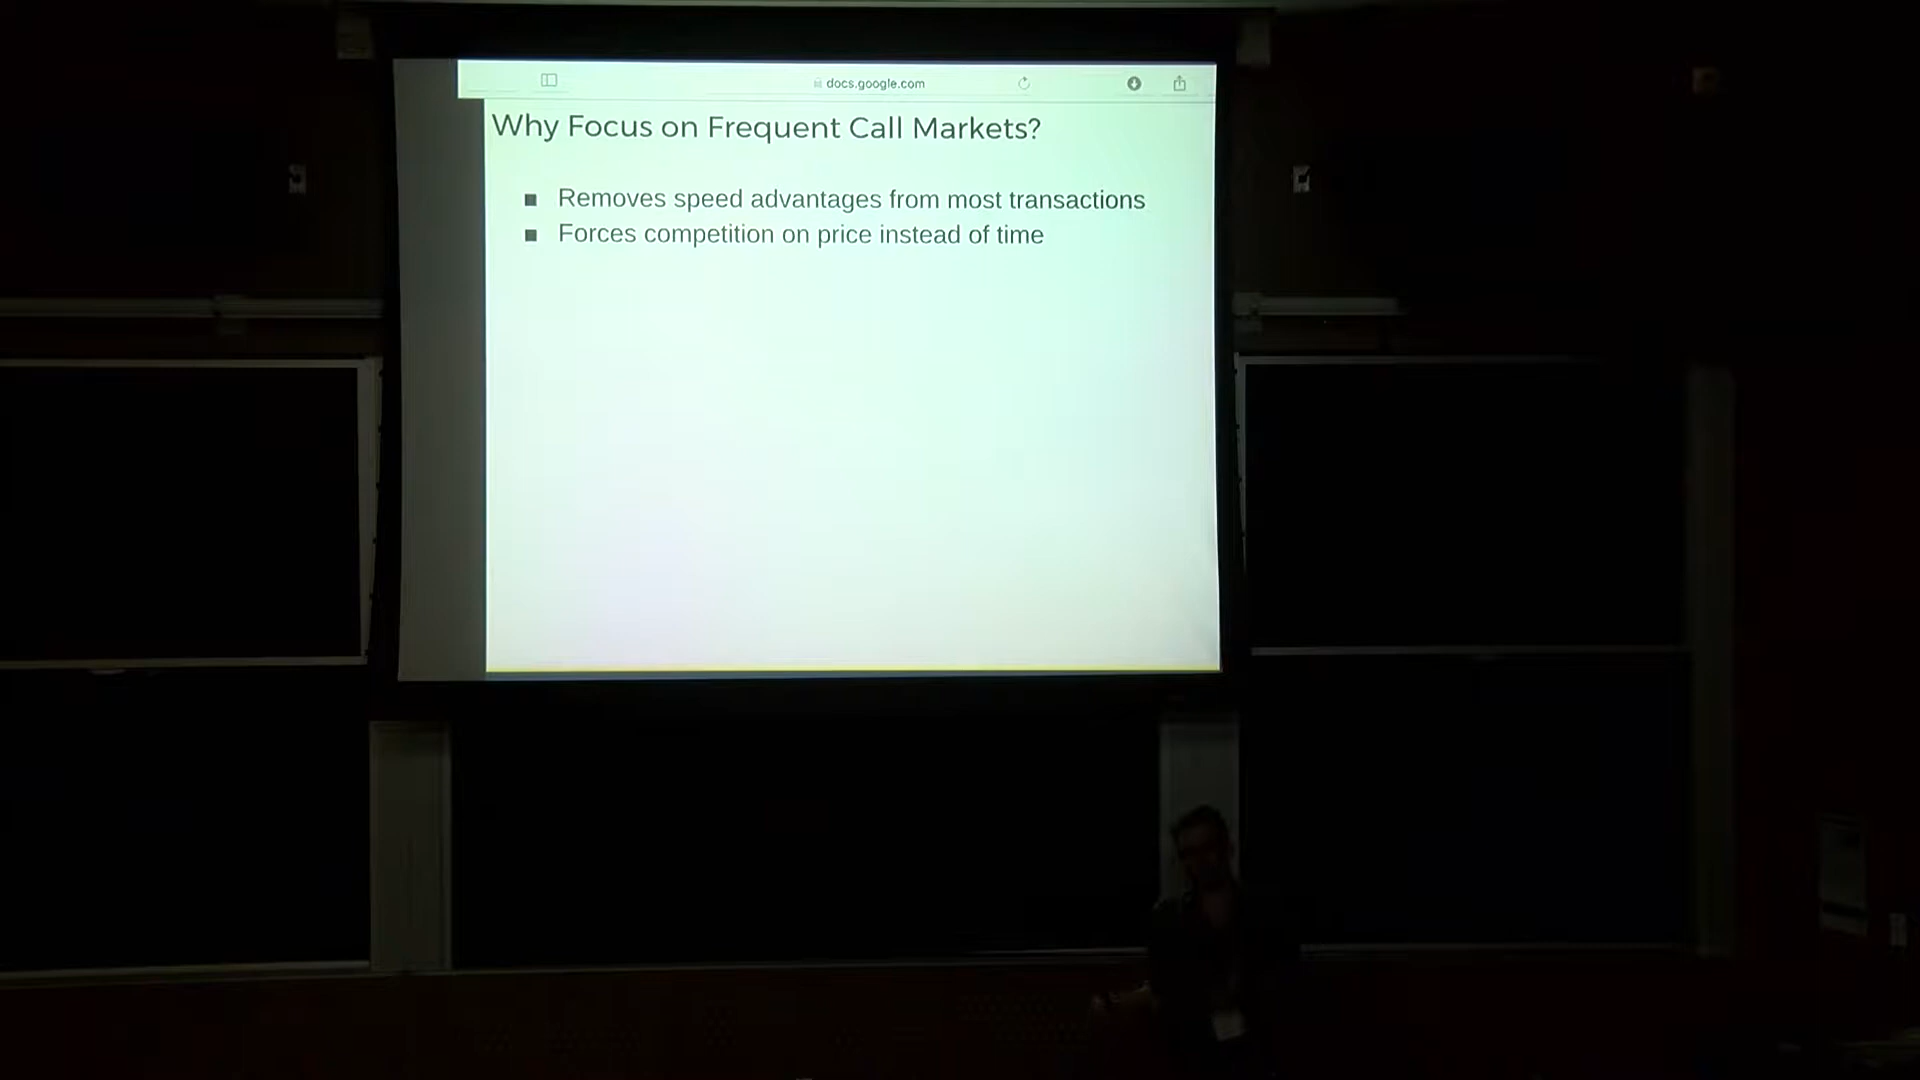 docs.google.com
Why Focus on Frequent Call Markets?
■ Removes speed advantages from most transactions
■ Forces competition on price instead of time